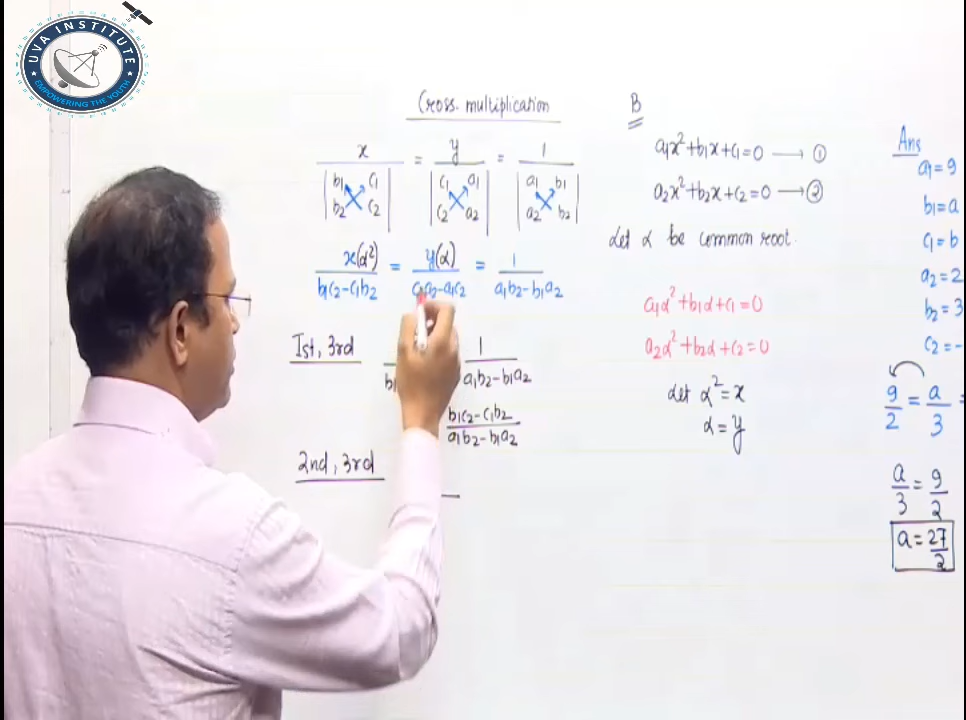 UVA INSTITUTE
EMPOWERING THE YOUTH
Cross. multiplication
x = y = 1
b1 c1 c1 a1 a1 b1
b2 c2 c2 a2 a2 b2
x(α²) = y(α) = 1
b1c2-c1b2 c1a2-a1c2 a1b2-b1a2
Ist, 3rd
1
b1 a1b2-b1a2
b1c2-c1b2
a1b2-b1a2
2nd, 3rd
B
a1x²+b1x+c1=0 → ①
a2x²+b2x+c2=0 → ②
Let α be common root.
a1α²+b1α+c1=0
a2α²+b2α+c2=0
Let α²=x
α=y
Ans
a1=9
b1=a
c1=b
a2=2
b2=3
c2=-
9/2 = a/3 =
a/3 = 9/2
a=27/2